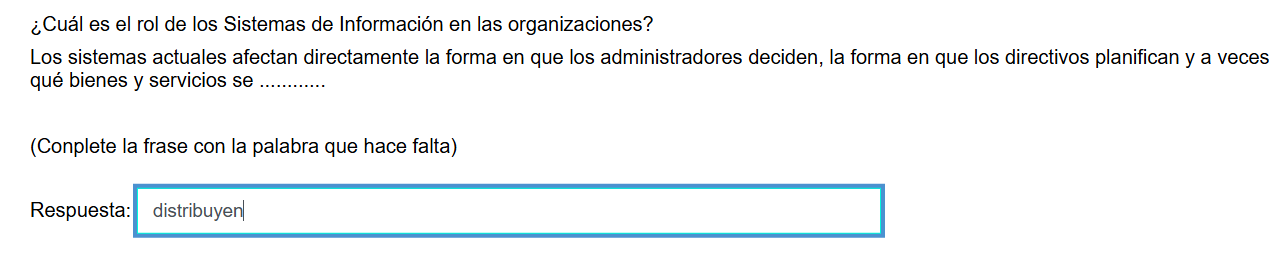 ¿Cuál es el rol de los Sistemas de Información en las organizaciones?
Los sistemas actuales afectan directamente la forma en que los administradores deciden, la forma en que los directivos planifican y a veces
qué bienes y servicios se ............
(Conplete la frase con la palabra que hace falta)
Respuesta: distribuyen